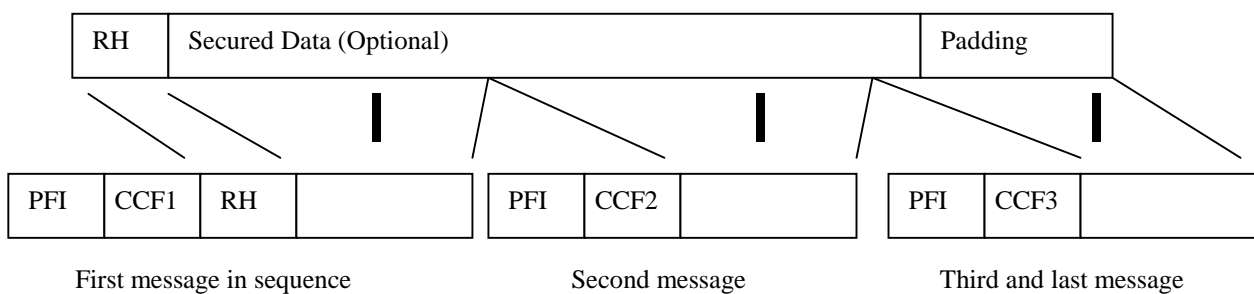 RH Secured Data (Optional) Padding
PFI CCF1 RH PFI CCF2 PFI CCF3
First message in sequence Second message Third and last message